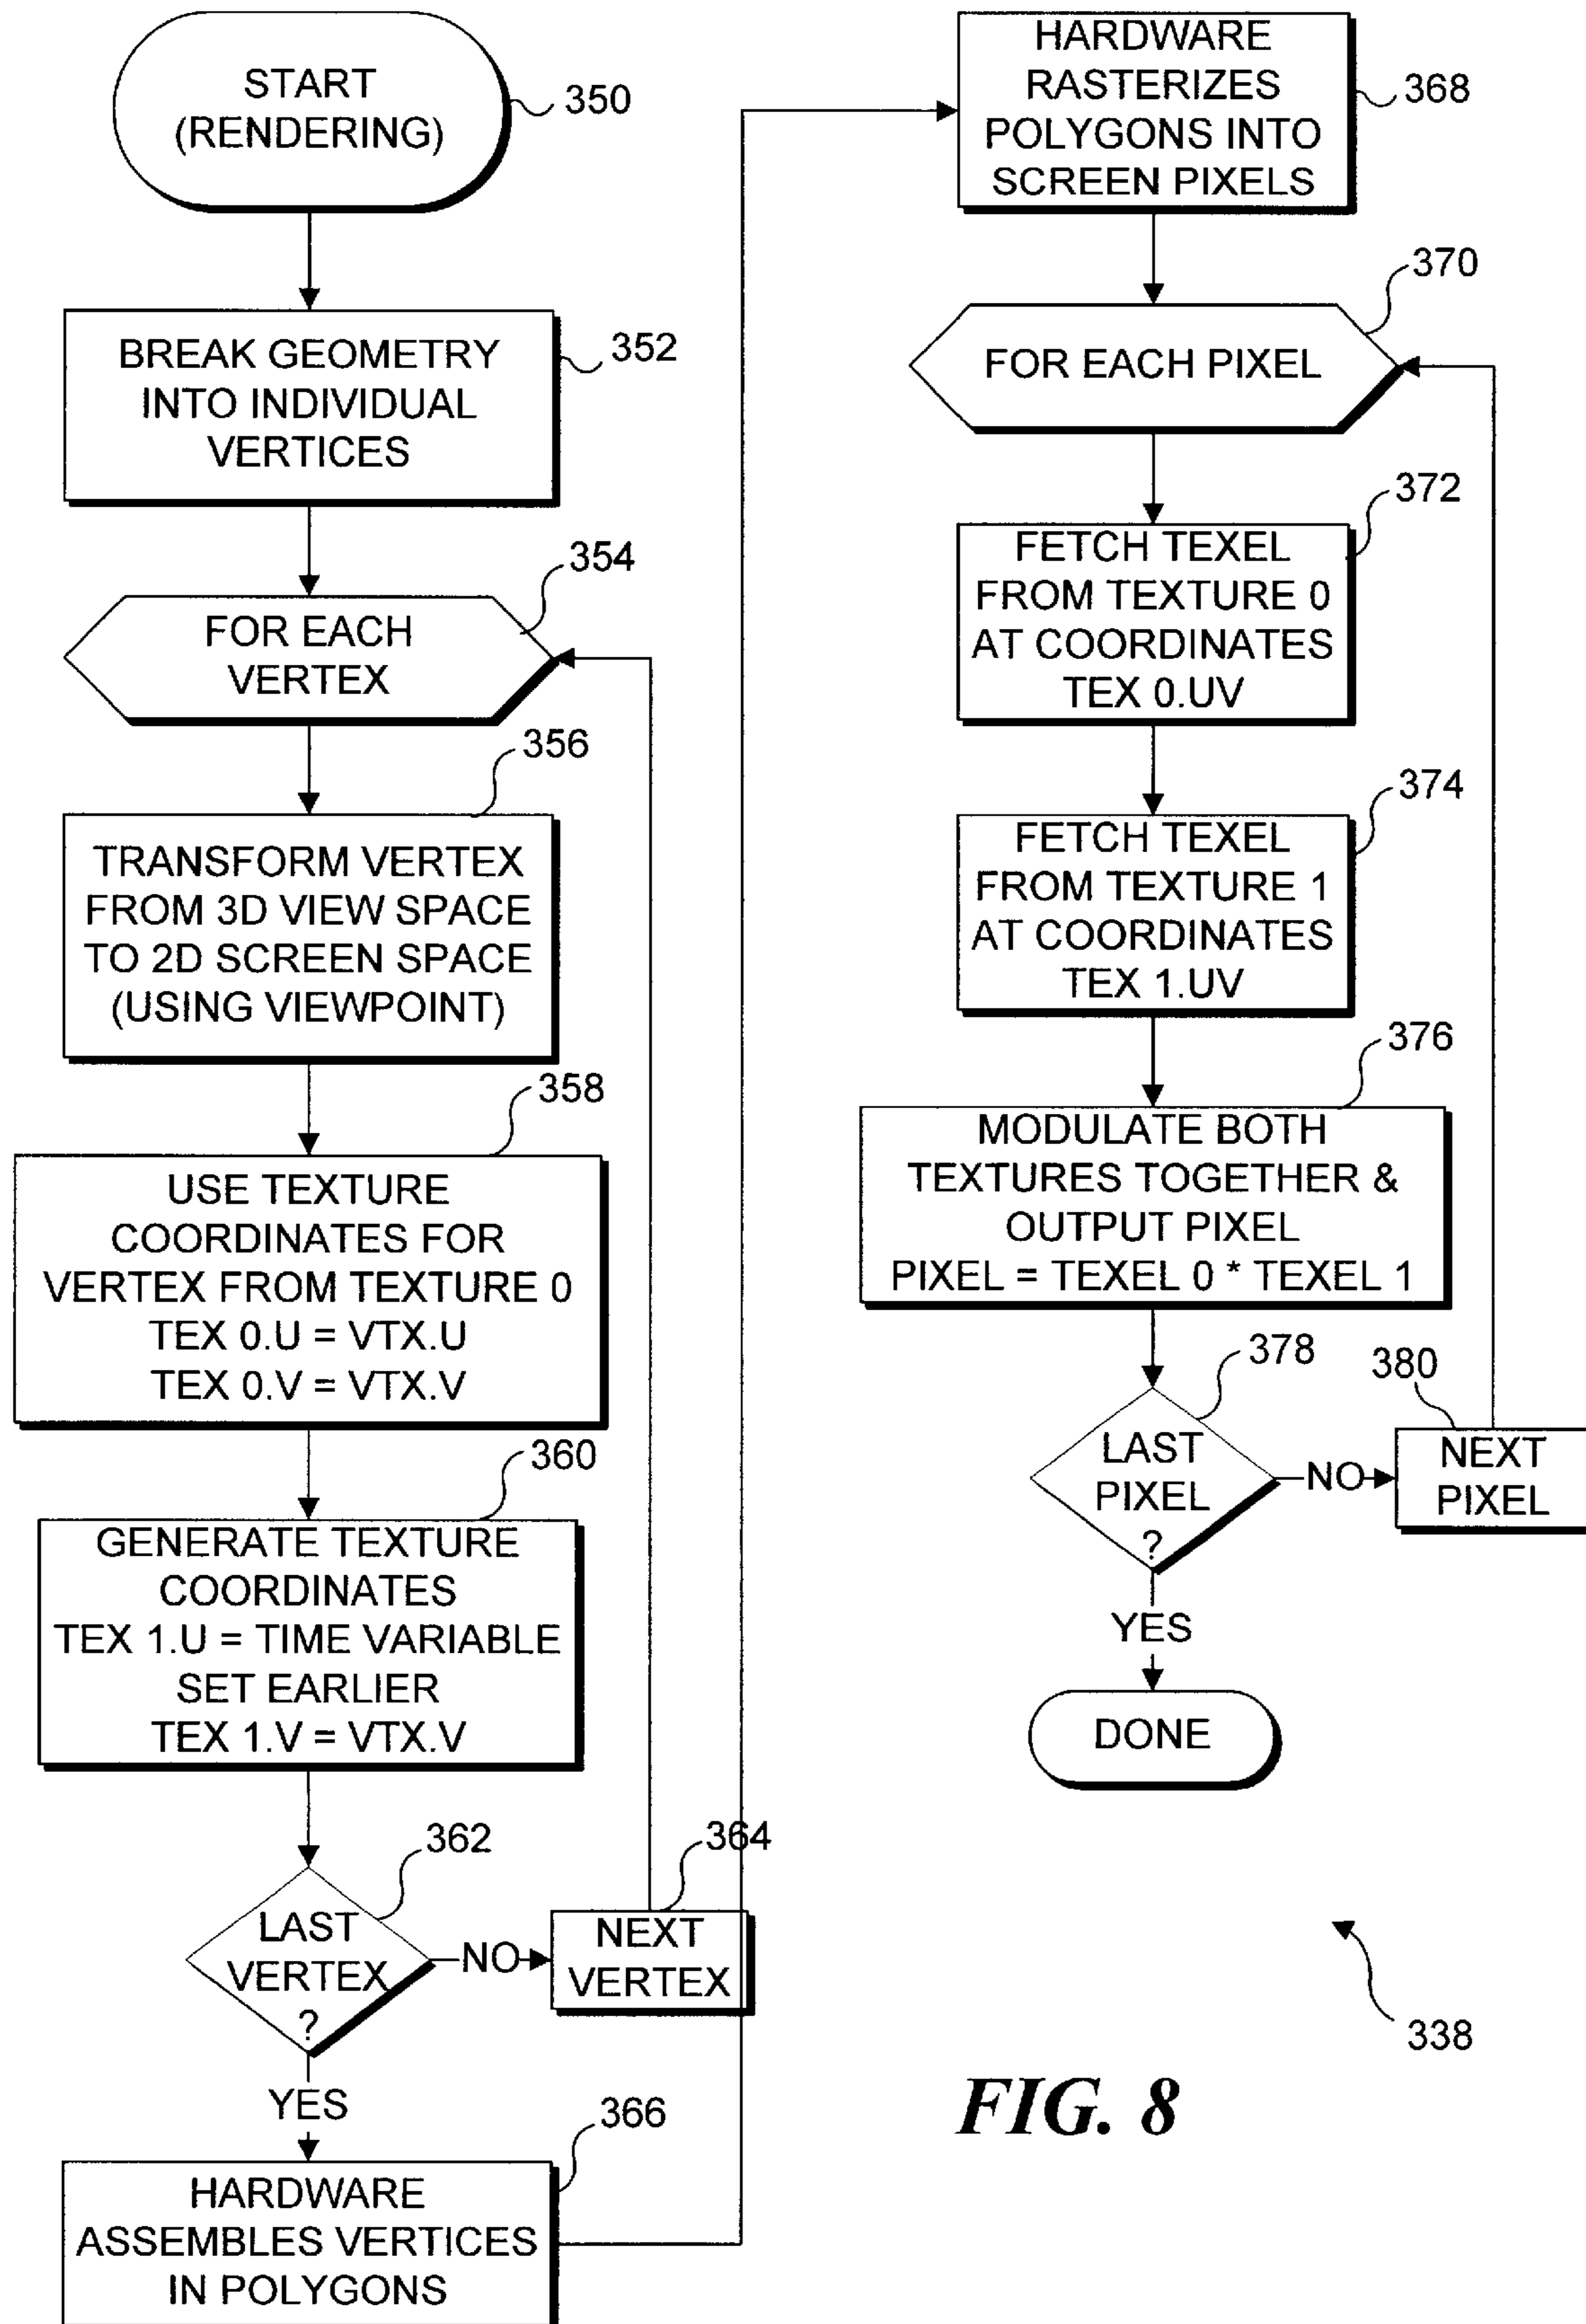 START
(RENDERING)
350
BREAK GEOMETRY
INTO INDIVIDUAL
VERTICES
352
354
FOR EACH
VERTEX
356
TRANSFORM VERTEX
FROM 3D VIEW SPACE
TO 2D SCREEN SPACE
(USING VIEWPOINT)
358
USE TEXTURE
COORDINATES FOR
VERTEX FROM TEXTURE 0
TEX 0.U = VTX.U
TEX 0.V = VTX.V
360
GENERATE TEXTURE
COORDINATES
TEX 1.U = TIME VARIABLE
SET EARLIER
TEX 1.V = VTX.V
362
LAST
VERTEX
?
NO
364
NEXT
VERTEX
YES
366
HARDWARE
ASSEMBLES VERTICES
IN POLYGONS
HARDWARE
RASTERIZES
POLYGONS INTO
SCREEN PIXELS
368
370
FOR EACH PIXEL
372
FETCH TEXEL
FROM TEXTURE 0
AT COORDINATES
TEX 0.UV
374
FETCH TEXEL
FROM TEXTURE 1
AT COORDINATES
TEX 1.UV
376
MODULATE BOTH
TEXTURES TOGETHER &
OUTPUT PIXEL
PIXEL = TEXEL 0 * TEXEL 1
378
LAST
PIXEL
?
NO
380
NEXT
PIXEL
YES
DONE
338
FIG. 8